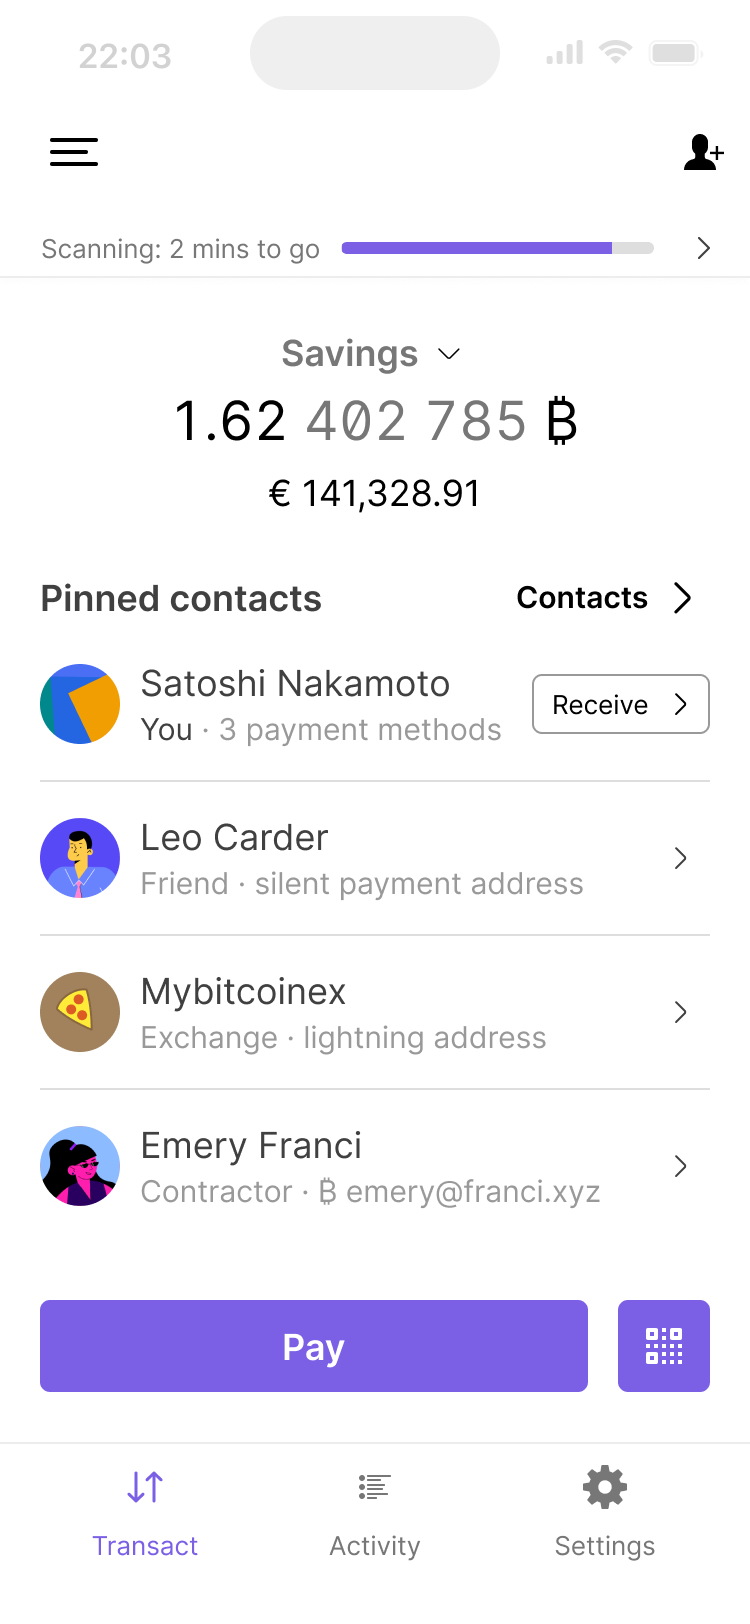 22:03
Scanning: 2 mins to go
Savings
1.62 402 785 ₿
€ 141,328.91
Pinned contacts
Contacts
Satoshi Nakamoto
You · 3 payment methods
Receive
Leo Carder
Friend · silent payment address
Mybitcoinex
Exchange · lightning address
Emery Franci
Contractor · ₿ emery@franci.xyz
Pay
Transact
Activity
Settings